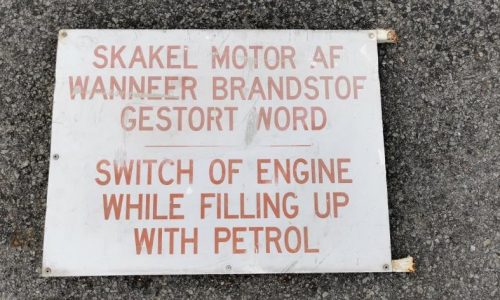 SKAKEL MOTOR AF
WANNEER BRANDSTOF
GESTORT WORD
SWITCH OF ENGINE
WHILE FILLING UP
WITH PETROL